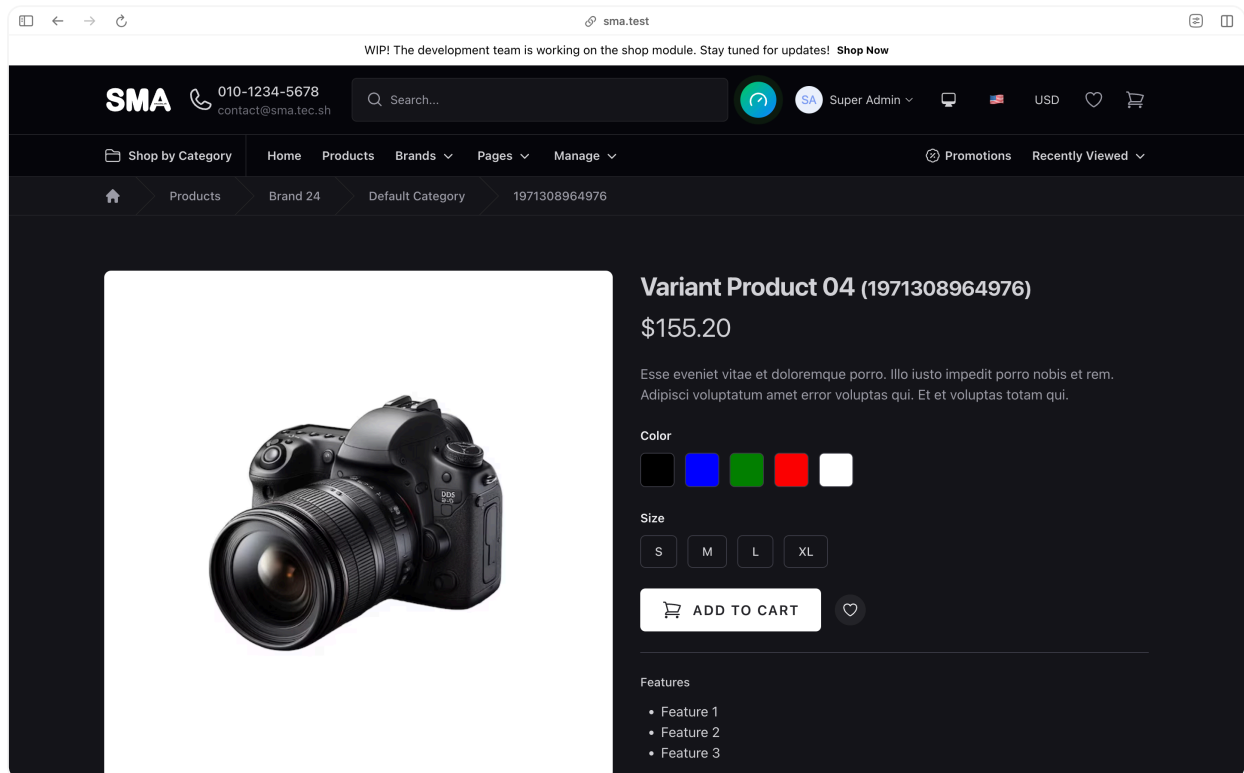 sma.test
WIP! The development team is working on the shop module. Stay tuned for updates! Shop Now
SMA
010-1234-5678
contact@sma.tec.sh
Search...
SA
Super Admin
USD
Shop by Category
Home
Products
Brands
Pages
Manage
Promotions
Recently Viewed
Products
Brand 24
Default Category
1971308964976
Variant Product 04 (1971308964976)
$155.20
Esse eveniet vitae et doloremque porro. Illo iusto impedit porro nobis et rem.
Adipisci voluptatum amet error voluptas qui. Et et voluptas totam qui.
Color
Size
S
M
L
XL
ADD TO CART
Features
• Feature 1
• Feature 2
• Feature 3